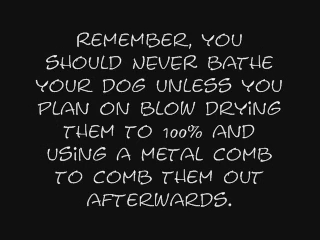 REMEMBER, YOU
SHOULD NEVER BATHE
YOUR DOG UNLESS YOU
PLAN ON BLOW DRYING
THEM TO 100% AND
USING A METAL COMB
TO COMB THEM OUT
AFTERWARDS.